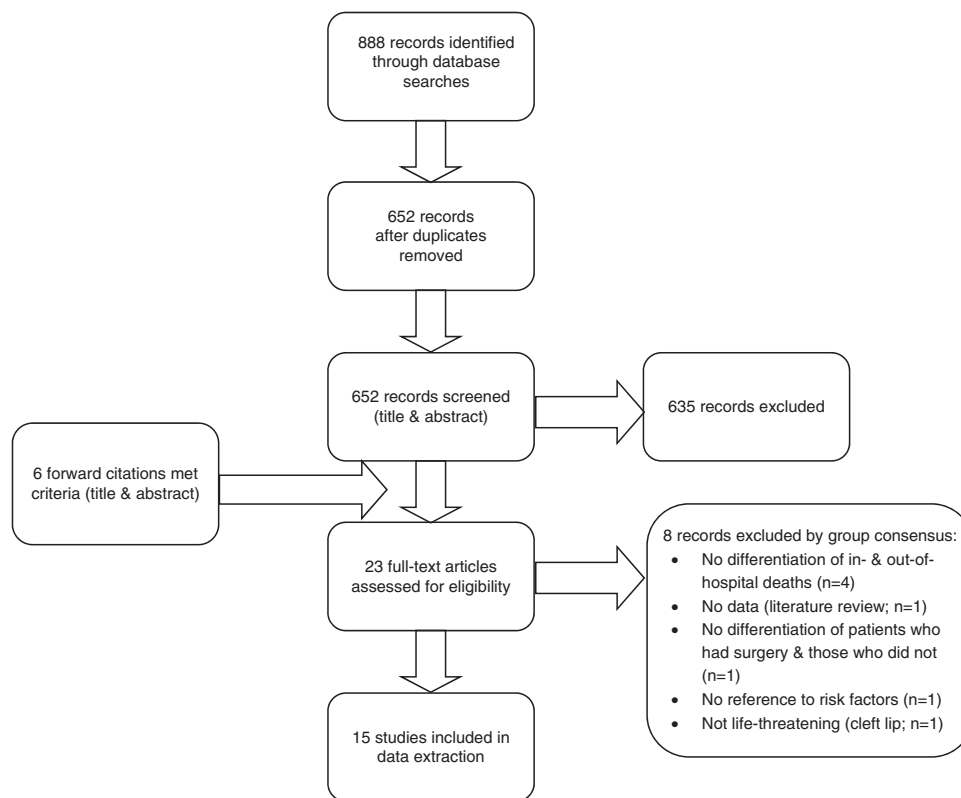 888 records identified
through database
searches
652 records
after duplicates
removed
652 records screened
(title & abstract)
635 records excluded
6 forward citations met
criteria (title & abstract)
23 full-text articles
assessed for eligibility
8 records excluded by group consensus:
• No differentiation of in- & out-of-
hospital deaths (n=4)
• No data (literature review; n=1)
• No differentiation of patients who
had surgery & those who did not
(n=1)
• No reference to risk factors (n=1)
• Not life-threatening (cleft lip; n=1)
15 studies included in
data extraction